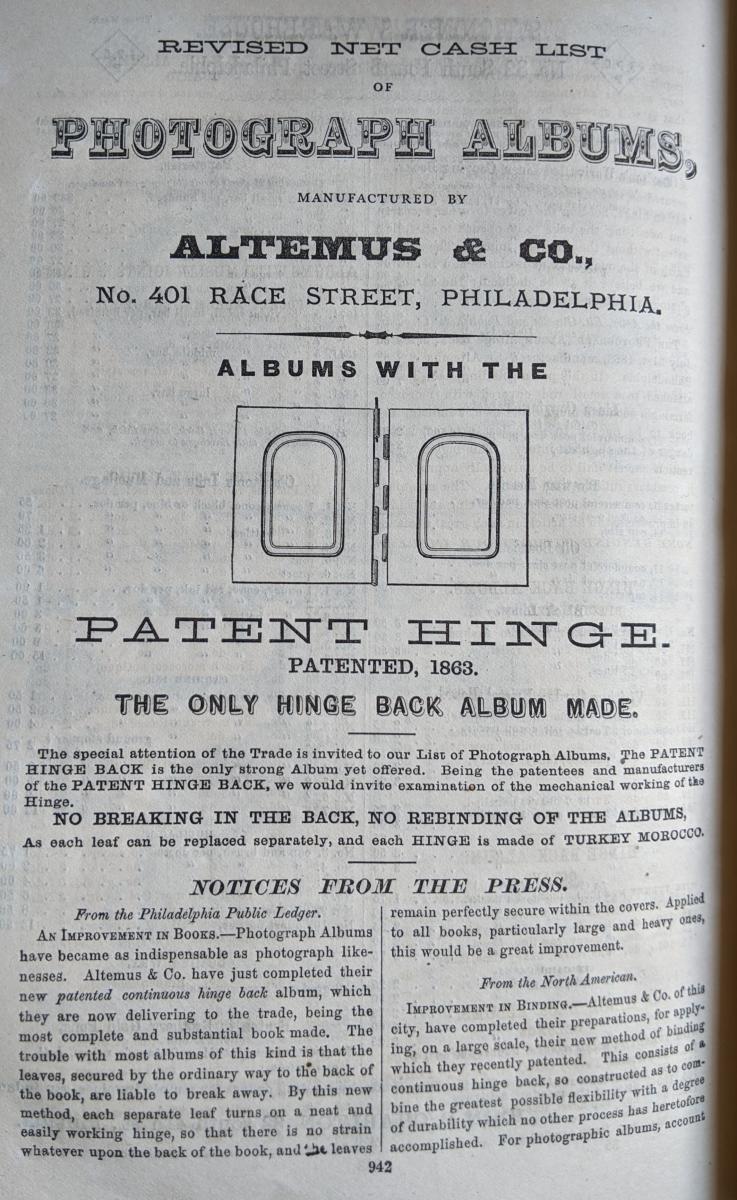 REVISED NET CASH LIST
OF
PHOTOGRAPH ALBUMS,
MANUFACTURED BY
ALTEMUS & CO.,
No. 401 RACE STREET, PHILADELPHIA.
ALBUMS WITH THE
PATENT HINGE.
PATENTED, 1863.
THE ONLY HINGE BACK ALBUM MADE.
The special attention of the Trade is invited to our List of Photograph Albums. The PATENT
HINGE BACK is the only strong Album yet offered. Being the patentees and manufacturers
of the PATENT HINGE BACK, we would invite examination of the mechanical working of the
Hinge.
NO BREAKING IN THE BACK, NO REBINDING OF THE ALBUMS,
As each leaf can be replaced separately, and each HINGE is made of TURKEY MOROCCO.
NOTICES FROM THE PRESS.
From the Philadelphia Public Ledger.
AN IMPROVEMENT IN BOOKS.—Photograph Albums
have became as indispensable as photograph like-
nesses. Altemus & Co. have just completed their
new patented continuous hinge back album, which
they are now delivering to the trade, being the
most complete and substantial book made. The
trouble with most albums of this kind is that the
leaves, secured by the ordinary way to the back of
the book, are liable to break away. By this new
method, each separate leaf turns on a neat and
easily working hinge, so that there is no strain
whatever upon the back of the book, and the leaves
remain perfectly secure within the covers. Applied
to all books, particularly large and heavy ones,
this would be a great improvement.
From the North American.
IMPROVEMENT IN BINDING.—Altemus & Co. of this
city, have completed their preparations, for apply-
ing, on a large scale, their new method of binding
which they recently patented. This consists of a
continuous hinge back, so constructed as to com-
bine the greatest possible flexibility with a degree
of durability which no other process has heretofore
accomplished. For photographic albums, account
942